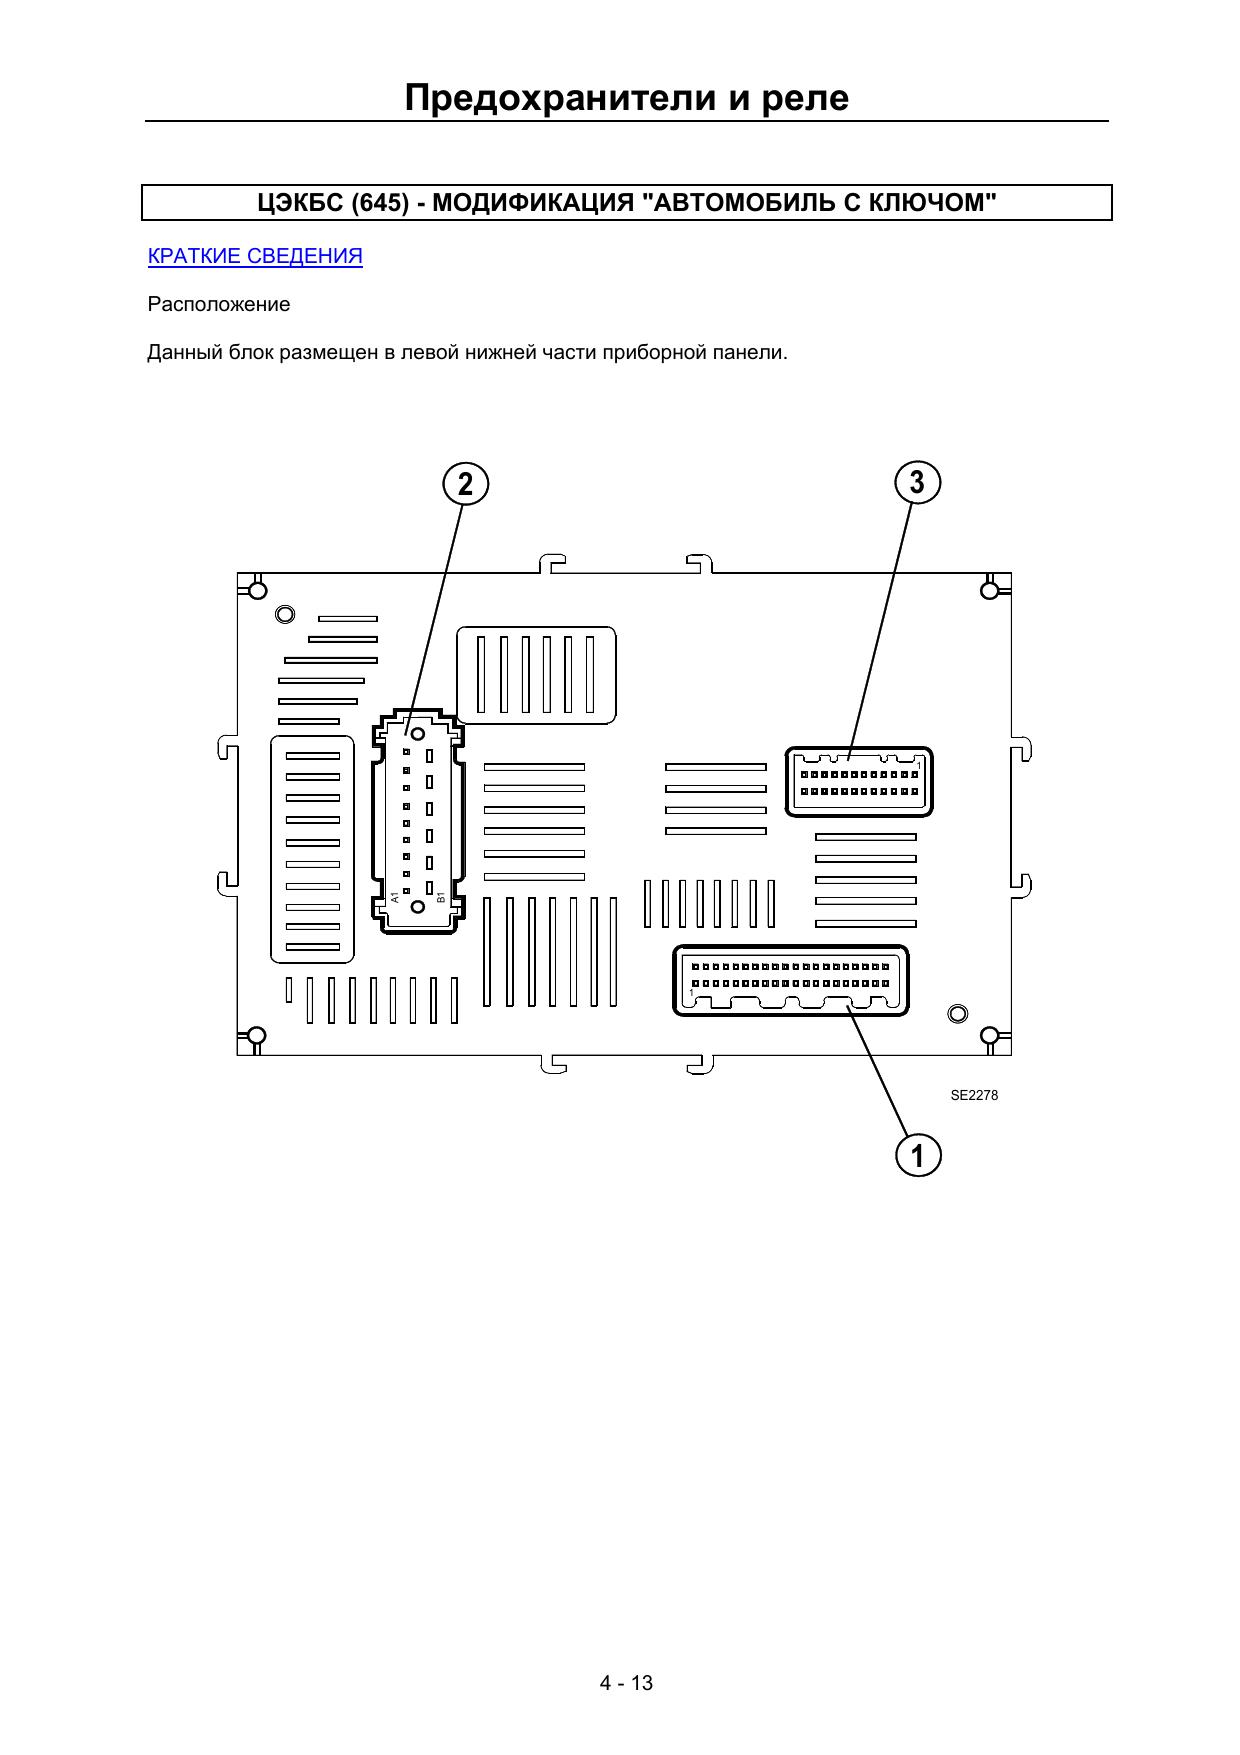 Предохранители и реле
ЦЭКБС (645) - МОДИФИКАЦИЯ "АВТОМОБИЛЬ С КЛЮЧОМ"
КРАТКИЕ СВЕДЕНИЯ
Расположение
Данный блок размещен в левой нижней части приборной панели.
2
3
1
A1
B1
1
SE2278
1
4 - 13